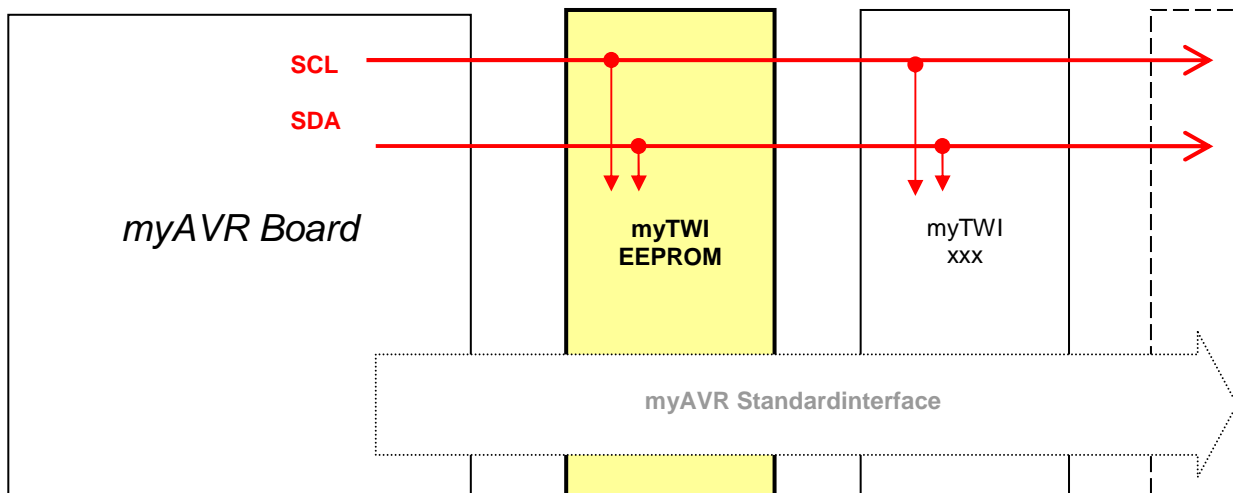 SCL
SDA
myAVR Board
myTWI
EEPROM
myTWI
xxx
myAVR Standardinterface